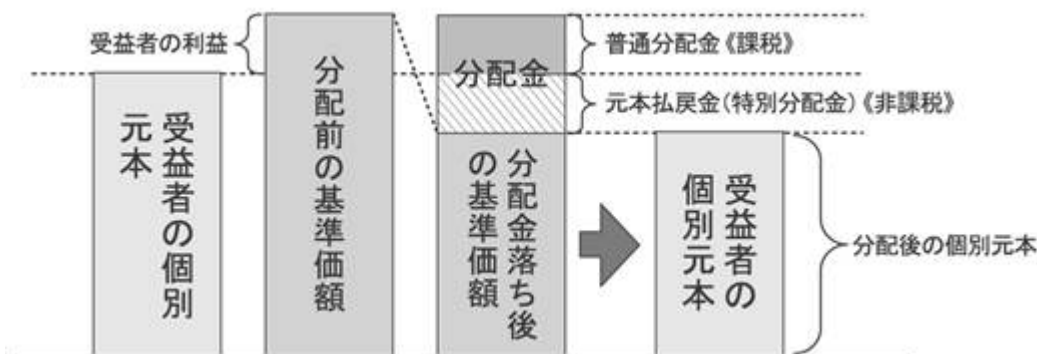 受益者の利益
受益者の個別
元本
分配前の基準価額
分配金
分配金落ち後
の基準価額
普通分配金《課税》
元本払戻金(特別分配金)《非課税》
受益者の
個別元本
分配後の個別元本